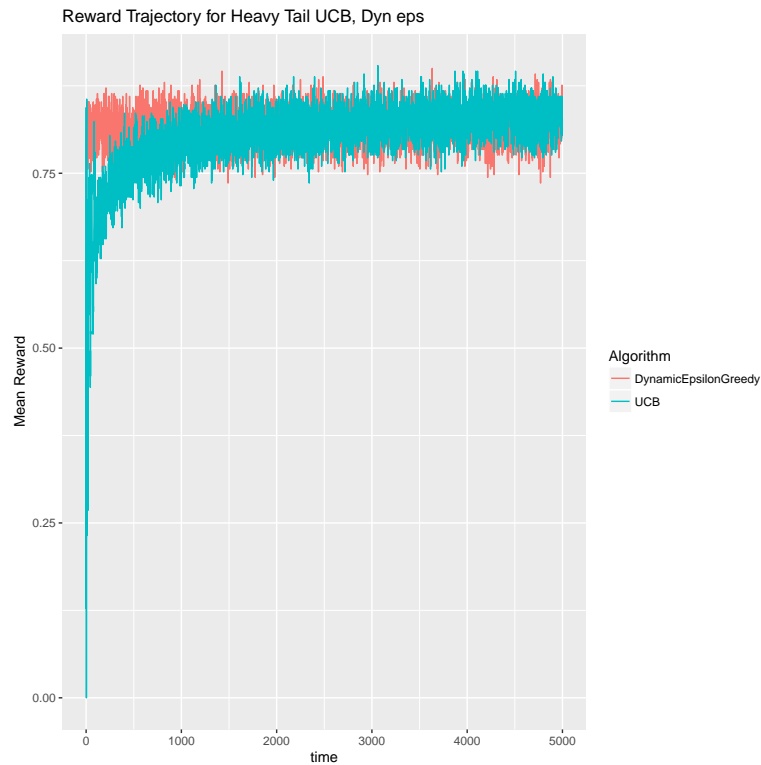 Reward Trajectory for Heavy Tail UCB, Dyn eps
Mean Reward
0.75
0.50
0.25
0.00
0 1000 2000 3000 4000 5000
time
Algorithm
DynamicEpsilonGreedy
UCB